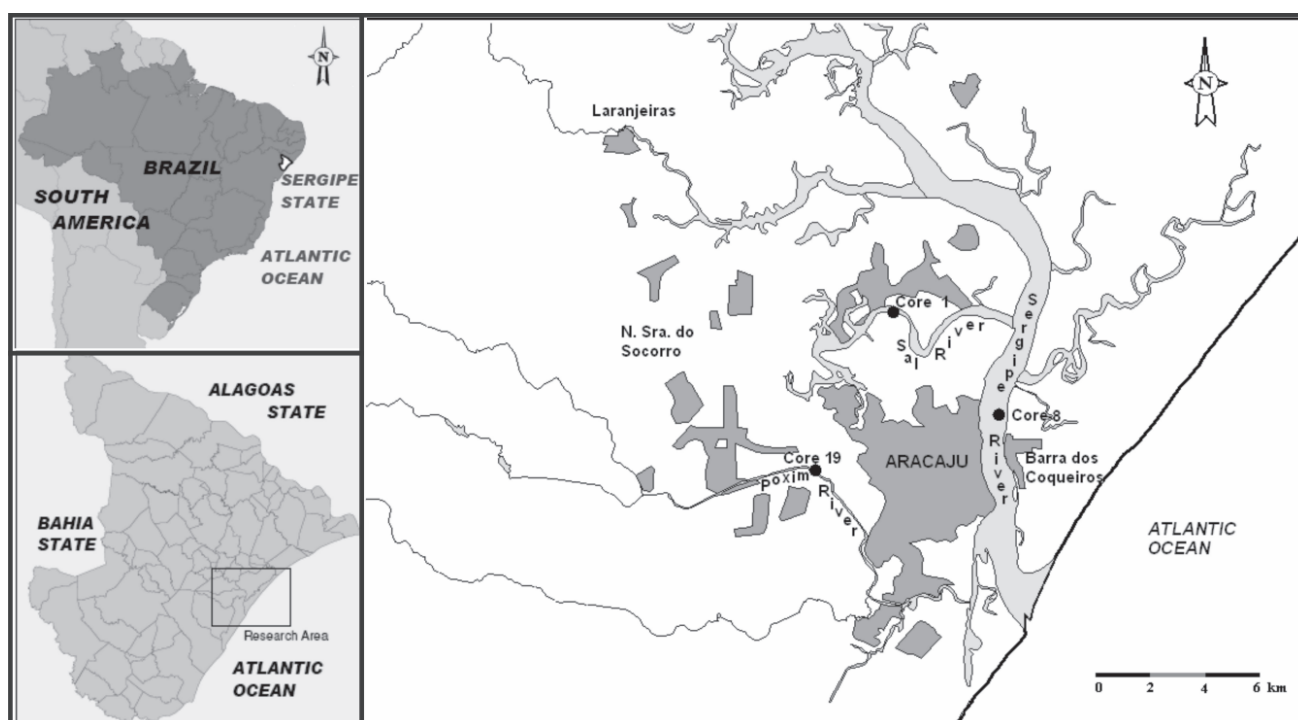 N
BRAZIL
SERGIPE
STATE
SOUTH
AMERICA
ATLANTIC
OCEAN
ALAGOAS
STATE
BAHIA
STATE
Research Area
ATLANTIC
OCEAN
N
Laranjeiras
Core 1
Sal River
N. Sra. do
Socorro
Sergipe River
Core 8
Core 19
Poxim River
ARACAJU
Barra dos
Coqueiros
ATLANTIC
OCEAN
0 2 4 6 km